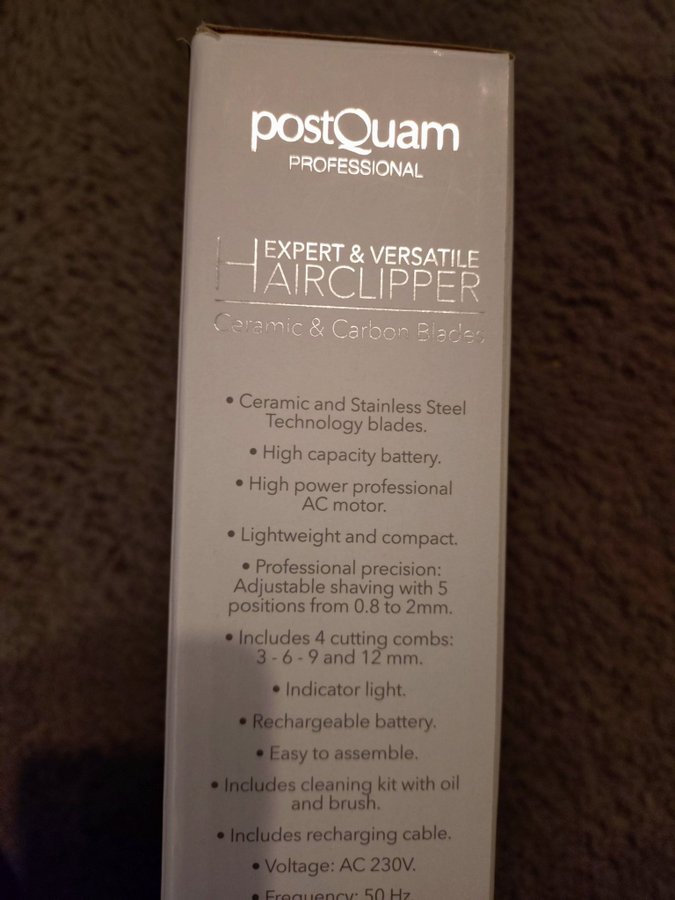 postQuam
PROFESSIONAL
EXPERT & VERSATILE
HAIRCLIPPER
Ceramic & Carbon Blades
• Ceramic and Stainless Steel
Technology blades.
• High capacity battery.
• High power professional
AC motor.
• Lightweight and compact.
• Professional precision:
Adjustable shaving with 5
positions from 0.8 to 2mm.
• Includes 4 cutting combs:
3 - 6 - 9 and 12 mm.
• Indicator light.
• Rechargeable battery.
• Easy to assemble.
• Includes cleaning kit with oil
and brush.
• Includes recharging cable.
• Voltage: AC 230V.
• Frequency: 50 Hz